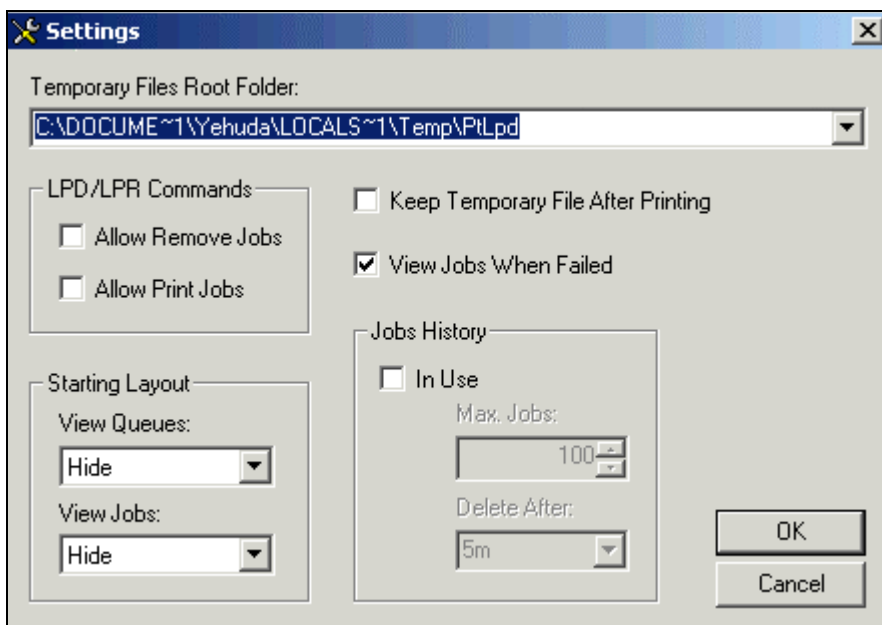 Settings
Temporary Files Root Folder:
C:\DOCUME~1\Yehuda\LOCALS~1\Temp\PtLpd
LPD/LPR Commands
Allow Remove Jobs
Allow Print Jobs
Keep Temporary File After Printing
View Jobs When Failed
Starting Layout
View Queues:
Hide
View Jobs:
Hide
Jobs History
In Use
Max. Jobs:
100
Delete After:
5m
OK
Cancel